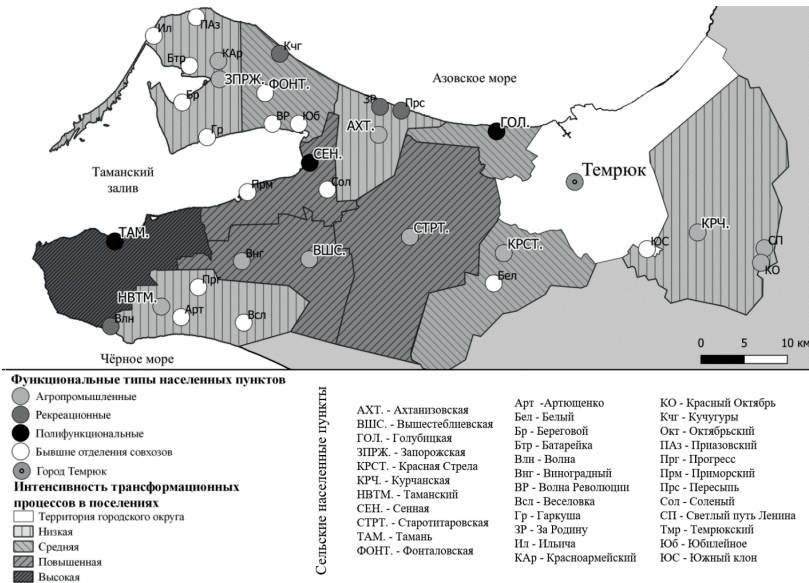 Ил
ПАз
Кчг
Бтр
КАр
ЗПРЖ.
ФОНТ.
Бр
Азовское море
ЗР
Прс
ВР
Юб
АХТ.
ГОЛ.
Гр
Таманский
залив
СЕН.
Темрюк
Прм
Сол
ТАМ.
СТРТ.
КРЧ.
ВШС.
КРСТ.
ЮС
СП
Внг
КО
Прг
Бел
НВТМ.
Арт
Влн
Всл
Чёрное море
0 5 10 км
Функциональные типы населенных пунктов
Агропромышленные
Рекреационные
Полифункциональные
Бывшие отделения совхозов
Город Темрюк
Интенсивность трансформационных
процессов в поселениях
Территория городского округа
Низкая
Средняя
Повышенная
Высокая
Сельские населенные пункты
АХТ. - Ахтанизовская
ВШС. - Вышестеблиевская
ГОЛ. - Голубицкая
ЗПРЖ. - Запорожская
КРСТ. - Красная Стрела
КРЧ. - Курчанская
НВТМ. - Таманский
СЕН. - Сенная
СТРТ. - Старотитаровская
ТАМ. - Тамань
ФОНТ. - Фонталовская
Арт -Артющенко
Бел - Белый
Бр - Береговой
Бтр - Батарейка
Влн - Волна
Внг - Виноградный
ВР - Волна Революции
Всл - Веселовка
Гр - Гаркуша
ЗР - За Родину
Ил - Ильича
КАр - Красноармейский
КО - Красный Октябрь
Кчг - Кучугуры
Окт - Октябрьский
ПАз - Приазовский
Прг - Прогресс
Прм - Приморский
Прс - Пересыпь
Сол - Соленый
СП - Светлый путь Ленина
Тмр - Темрюкский
Юб - Юбилейное
ЮС - Южный клон